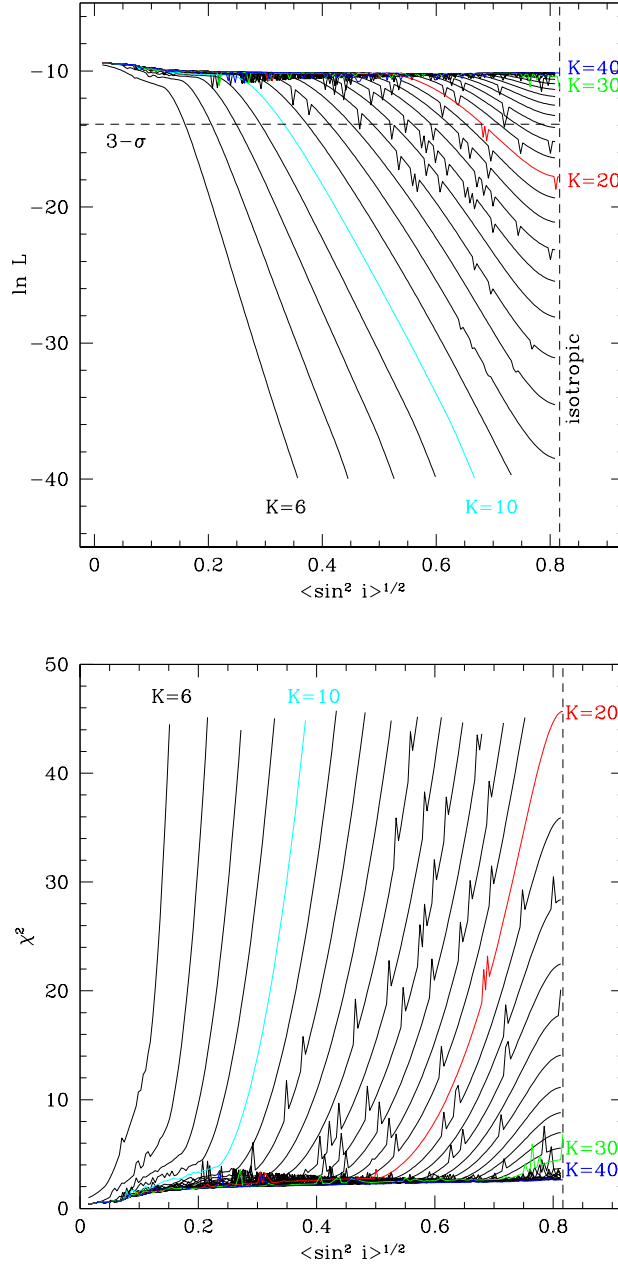 −10
−20
−30
−40
ln L
3−σ
K=40
K=30
K=20
K=6
K=10
isotropic
0
0.2
0.4
0.6
0.8
<sin² i>¹/²
50
40
30
20
10
0
χ²
K=6
K=10
K=20
K=30
K=40
0
0.2
0.4
0.6
0.8
<sin² i>¹/²